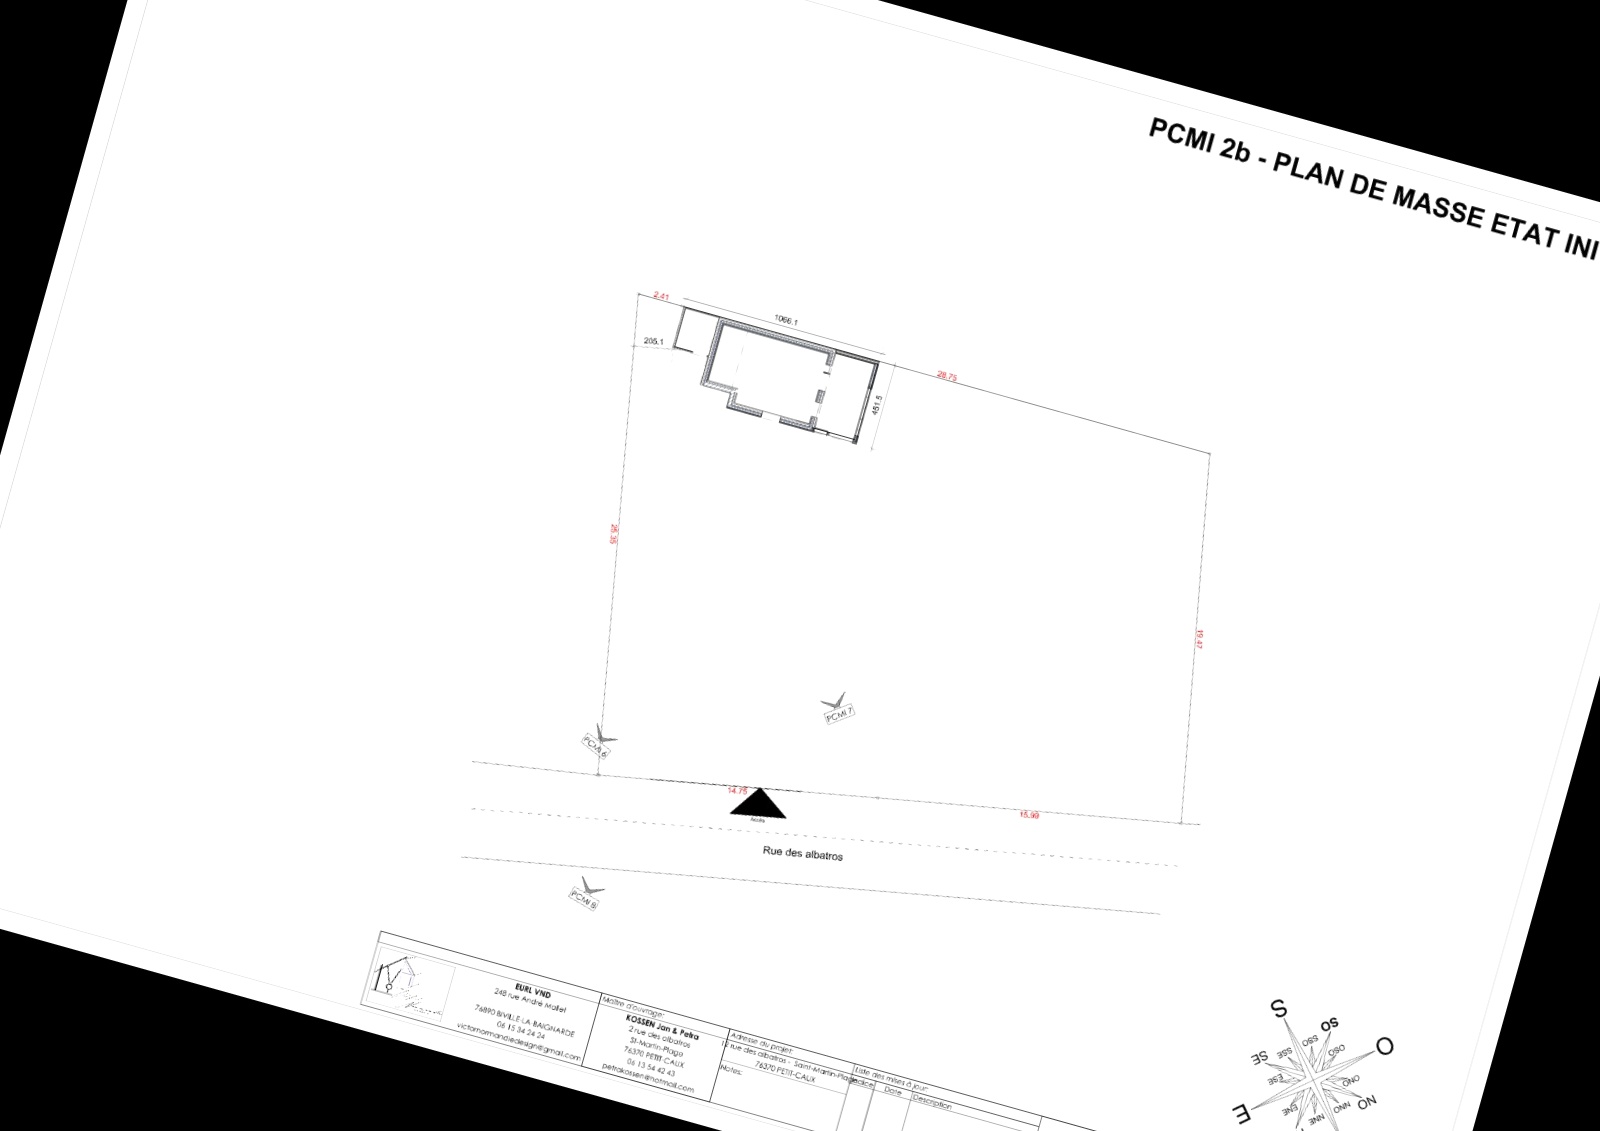 PCMI 2b - PLAN DE MASSE ETAT INI
2.41
1066.1
205.1
28.75
451.5
19.47
PCMI 7
PCMI 6
14.75
Accès
15.99
Rue des albatros
PCMI 8
EURL VND
248 rue André Mallet
76890 BIVILLE-LA-BAIGNARDE
06 15 34 24 24
victornormandiedesign@gmail.com
Maître d'ouvrage:
KOSSEN Jan & Petra
2 rue des albatros
St-Martin-Plage
76370 PETIT-CAUX
06 13 54 42 43
petrakossen@hotmail.com
Adresse du projet:
rue des albatros - Saint-Martin-Plage
76370 PETIT-CAUX
Notes:
Liste des mises à jour:
Indice
Date
Description
S
SO
SSO
OSO
O
ONO
NO
NNO
NNE
ENE
E
ESE
SE
SSE